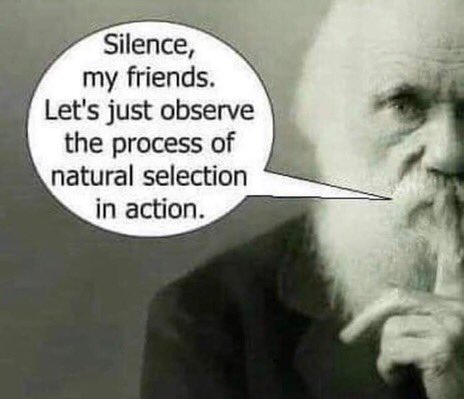 Silence,
my friends.
Let's just observe
the process of
natural selection
in action.